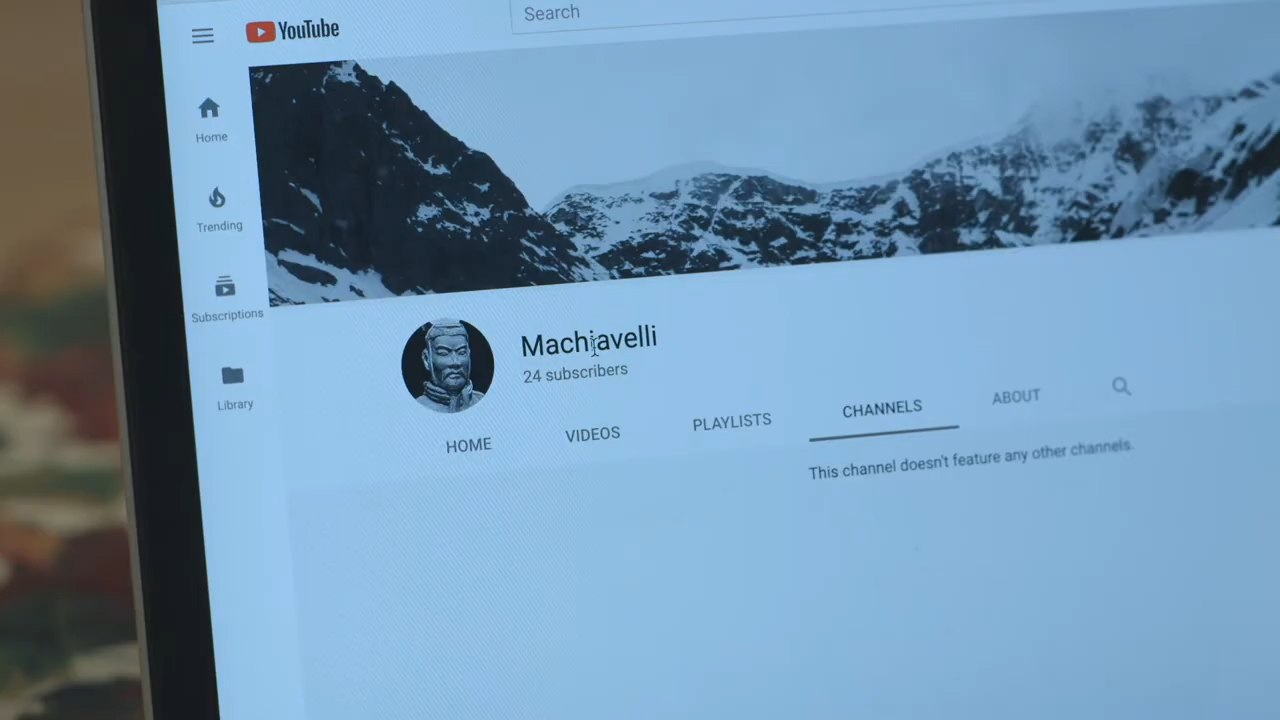 YouTube
Search
Home
Trending
Subscriptions
Library
Machiavelli
24 subscribers
HOME VIDEOS PLAYLISTS CHANNELS ABOUT
This channel doesn't feature any other channels.